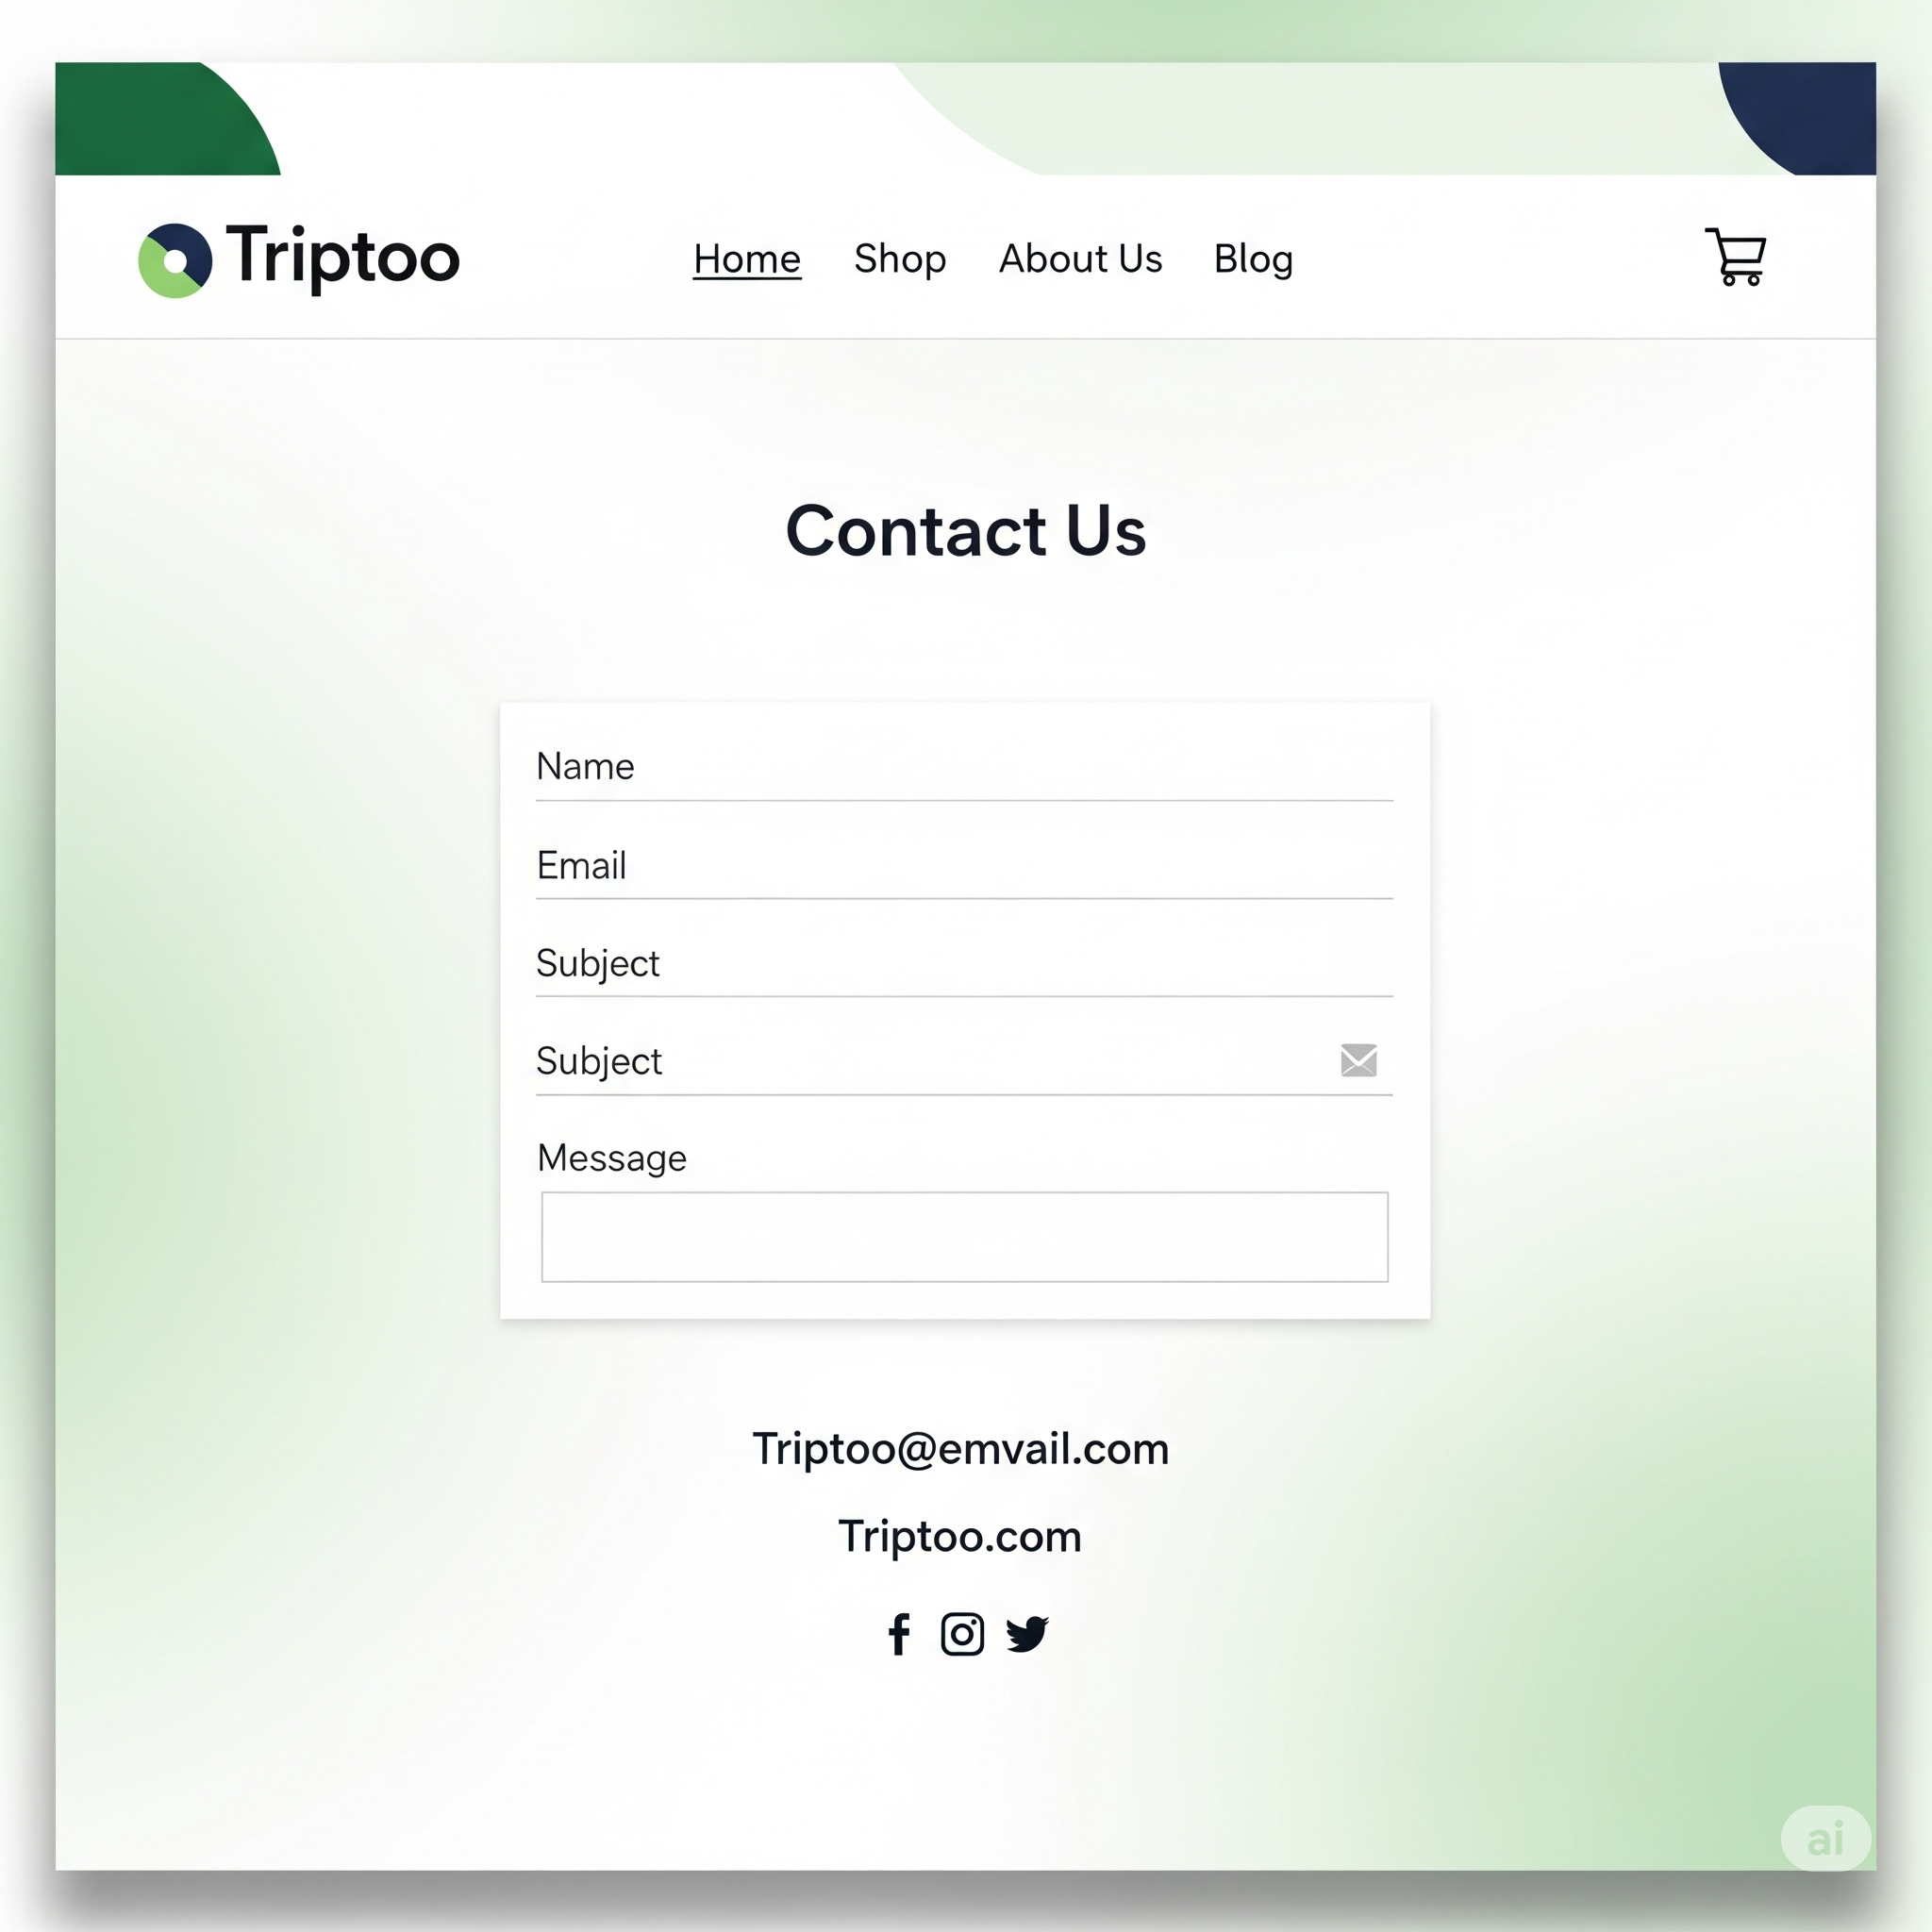 Triptoo
Home Shop About Us Blog
Contact Us
Name
Email
Subject
Subject
Message
Triptoo@emvail.com
Triptoo.com
ai